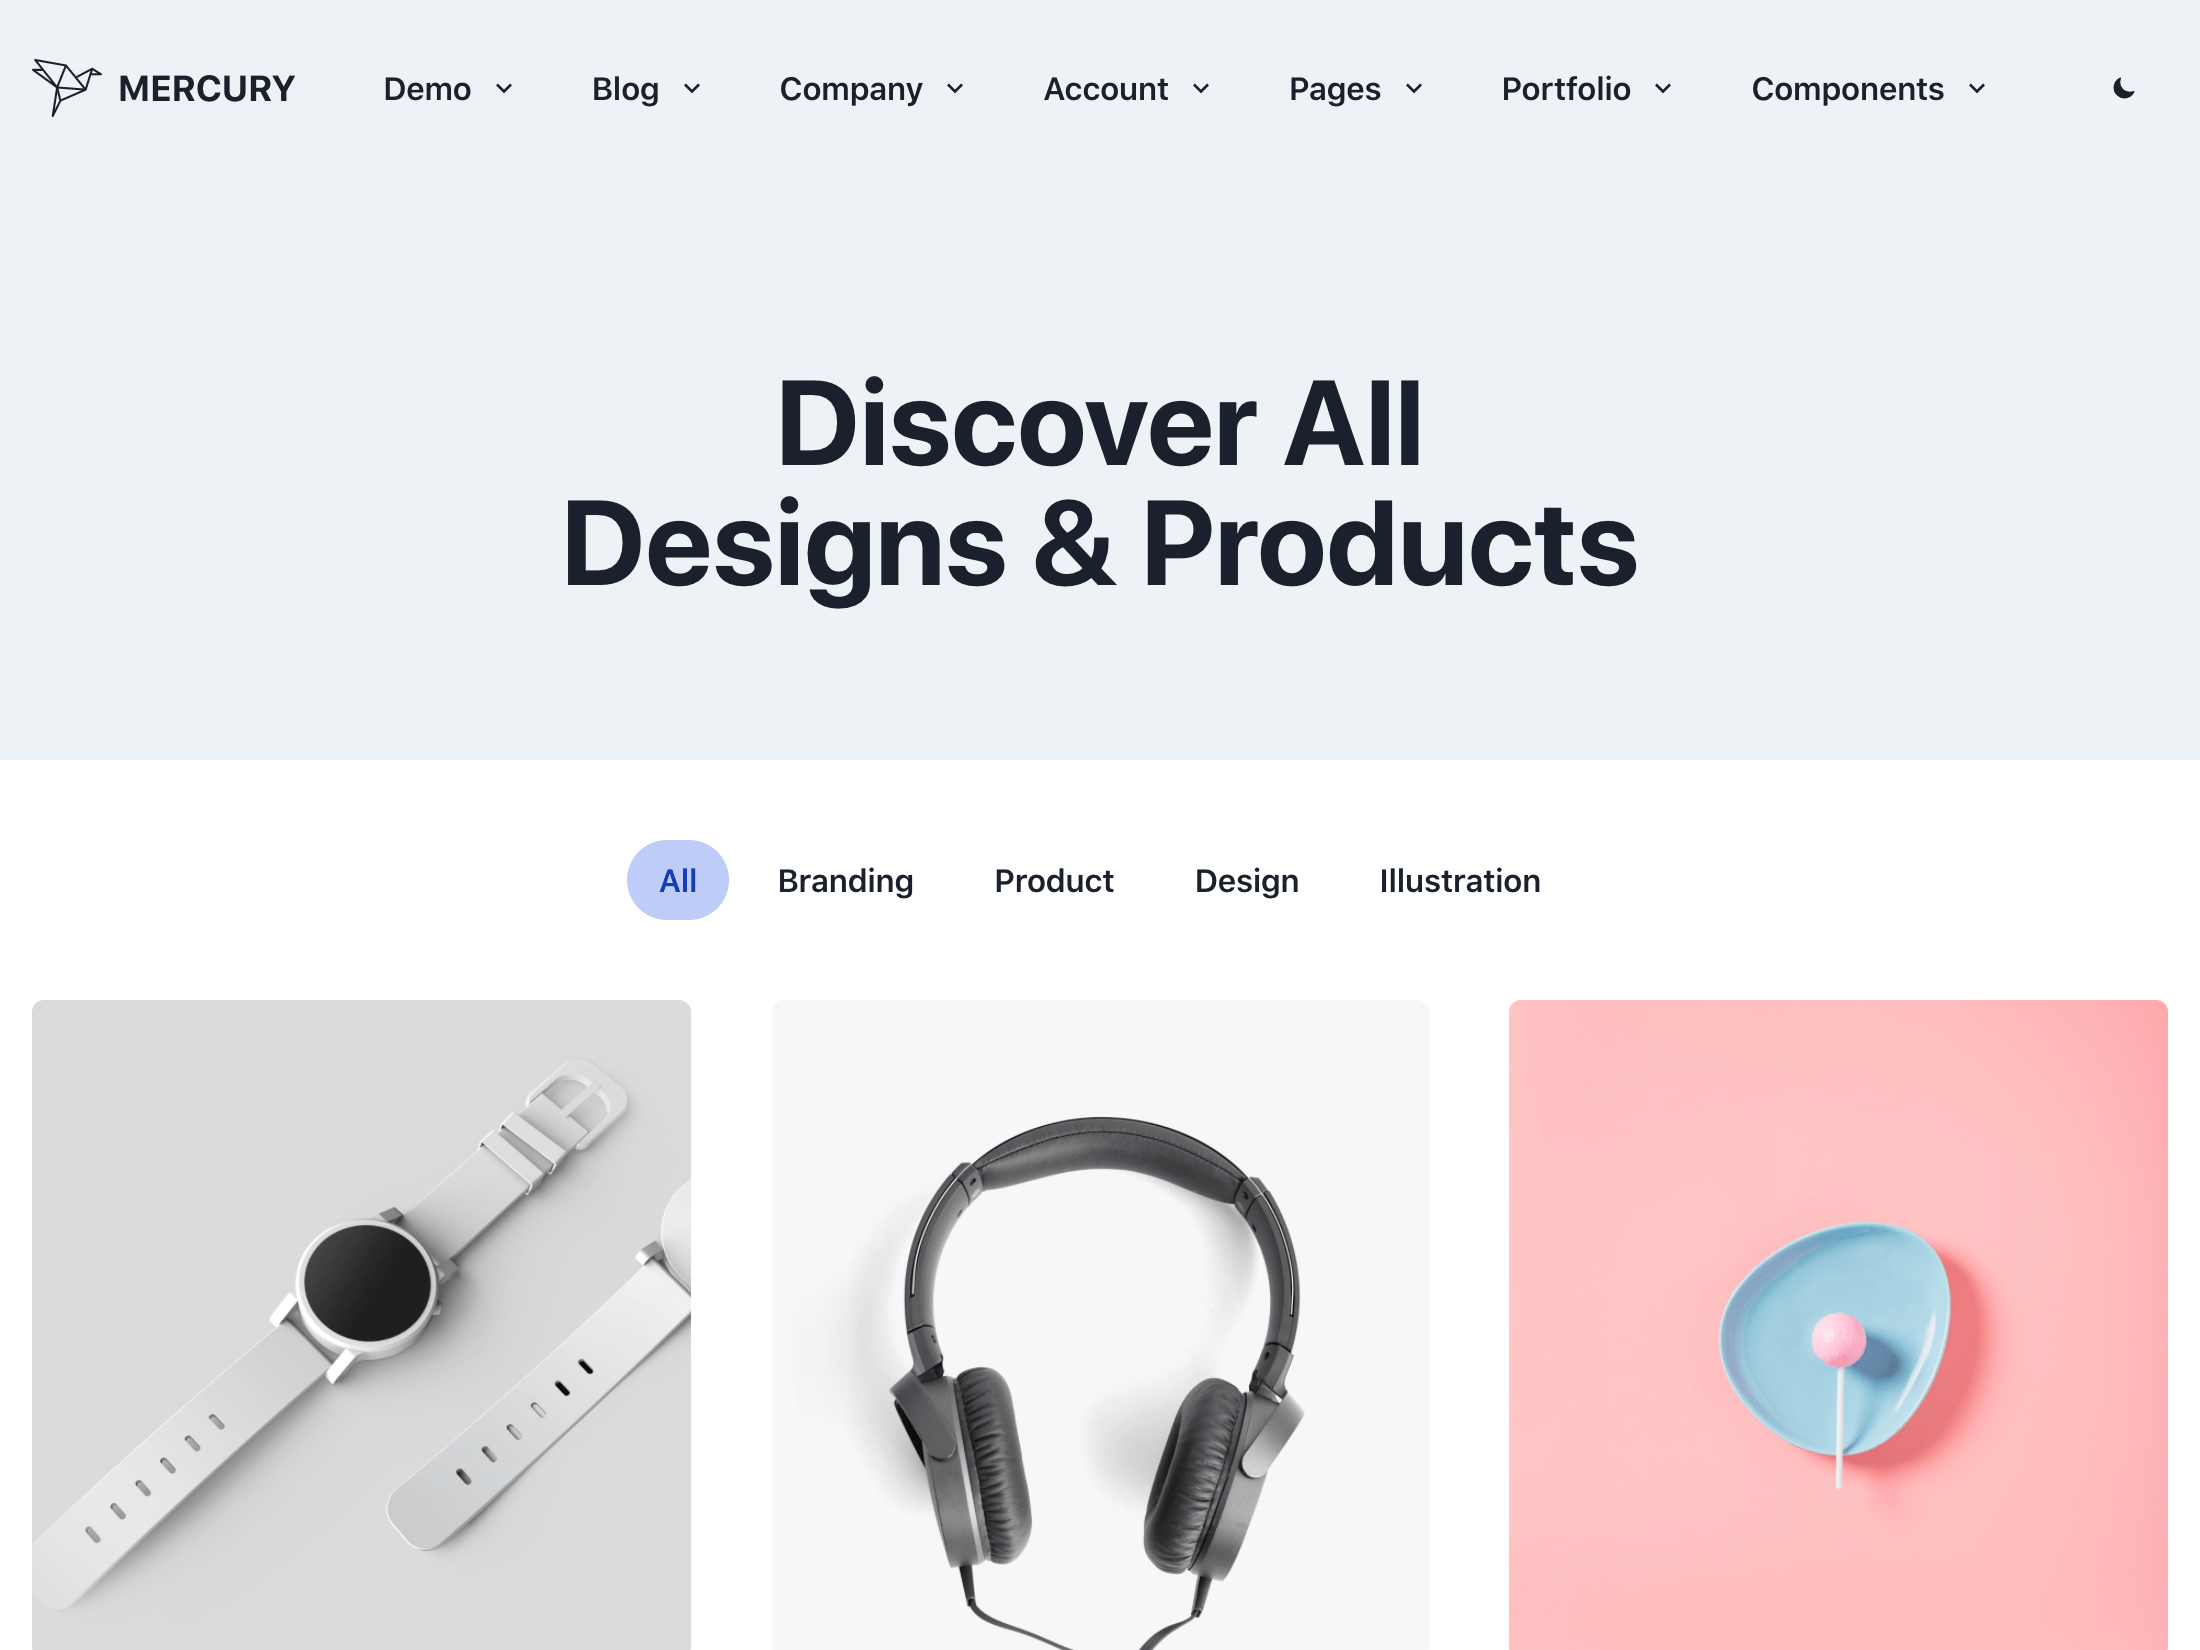 MERCURY Demo Blog Company Account Pages Portfolio Components
Discover All
Designs & Products
All Branding Product Design Illustration